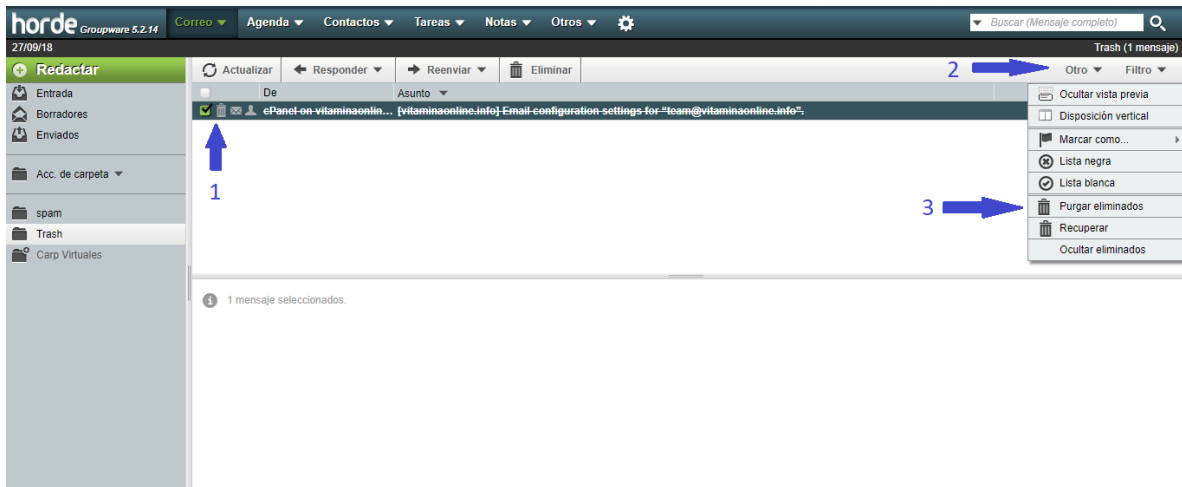 horde Groupware 5.2.14 Correo Agenda Contactos Tareas Notas Otros Buscar (Mensaje completo)
27/09/18 Trash (1 mensaje)
Redactar Actualizar Responder Reenviar Eliminar 2 Otro Filtro
Entrada De Asunto Ocultar vista previa
Borradores cPanel on vitaminaonlin... [vitaminaonline.info] Email configuration settings for “team@vitaminaonline.info”. Disposición vertical
Enviados Marcar como...
Lista negra
Acc. de carpeta 1 Lista blanca
spam 3 Purgar eliminados
Trash Recuperar
Carp Virtuales Ocultar eliminados
1 mensaje seleccionados.